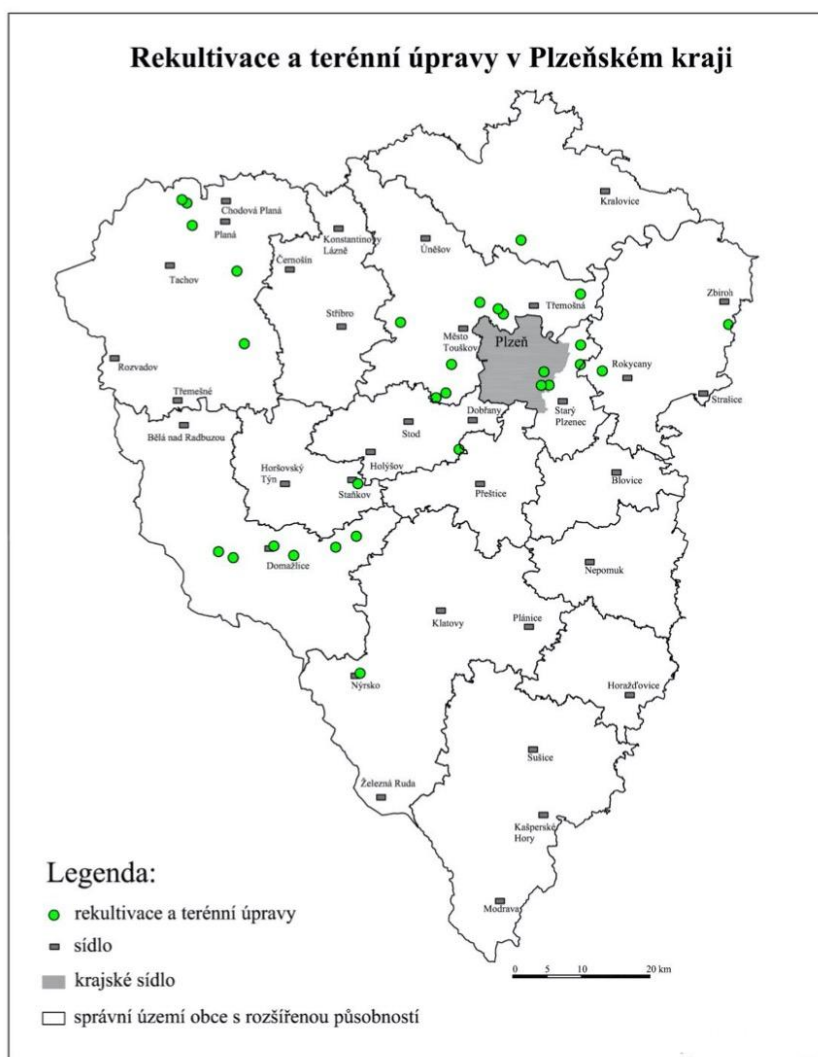 Rekultivace a terénní úpravy v Plzeňském kraji
Kralovice
Chodová Planá
Planá
Konstantinovy
Lázně
Úněšov
Černošín
Tachov
Zbiroh
Třemošná
Stříbro
Město
Touškov
Plzeň
Rozvadov
Rokycany
Třemešné
Strašice
Starý
Plzenec
Dobřany
Stod
Bělá nad Radbuzou
Holýšov
Horšovský
Týn
Staňkov
Přeštice
Blovice
Domažlice
Nepomuk
Klatovy
Plánice
Nýrsko
Horažďovice
Sušice
Železná Ruda
Kašperské
Hory
Modrava
Legenda:
rekultivace a terénní úpravy
sídlo
krajské sídlo
správní území obce s rozšířenou působností
0 5 10 20 km